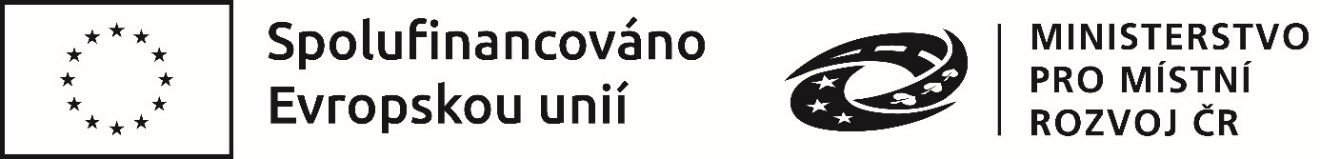 Spolufinancováno
Evropskou unií
MINISTERSTVO
PRO MÍSTNÍ
ROZVOJ ČR